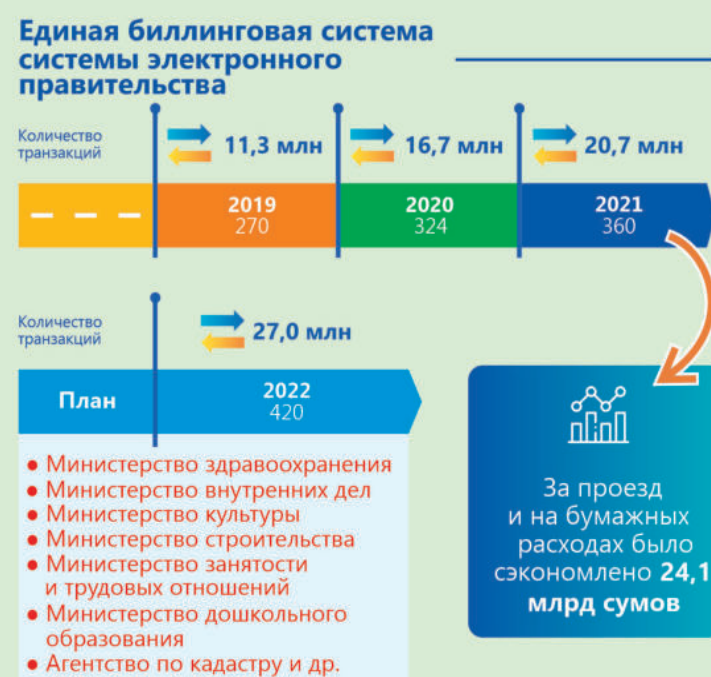 Единая биллинговая система
системы электронного
правительства
Количество
транзакций
11,3 млн
16,7 млн
20,7 млн
2019
270
2020
324
2021
360
Количество
транзакций
27,0 млн
План
2022
420
● Министерство здравоохранения
● Министерство внутренних дел
● Министерство культуры
● Министерство строительства
● Министерство занятости
и трудовых отношений
● Министерство дошкольного
образования
● Агентство по кадастру и др.
За проезд
и на бумажных
расходах было
сэкономлено 24,1
млрд сумов